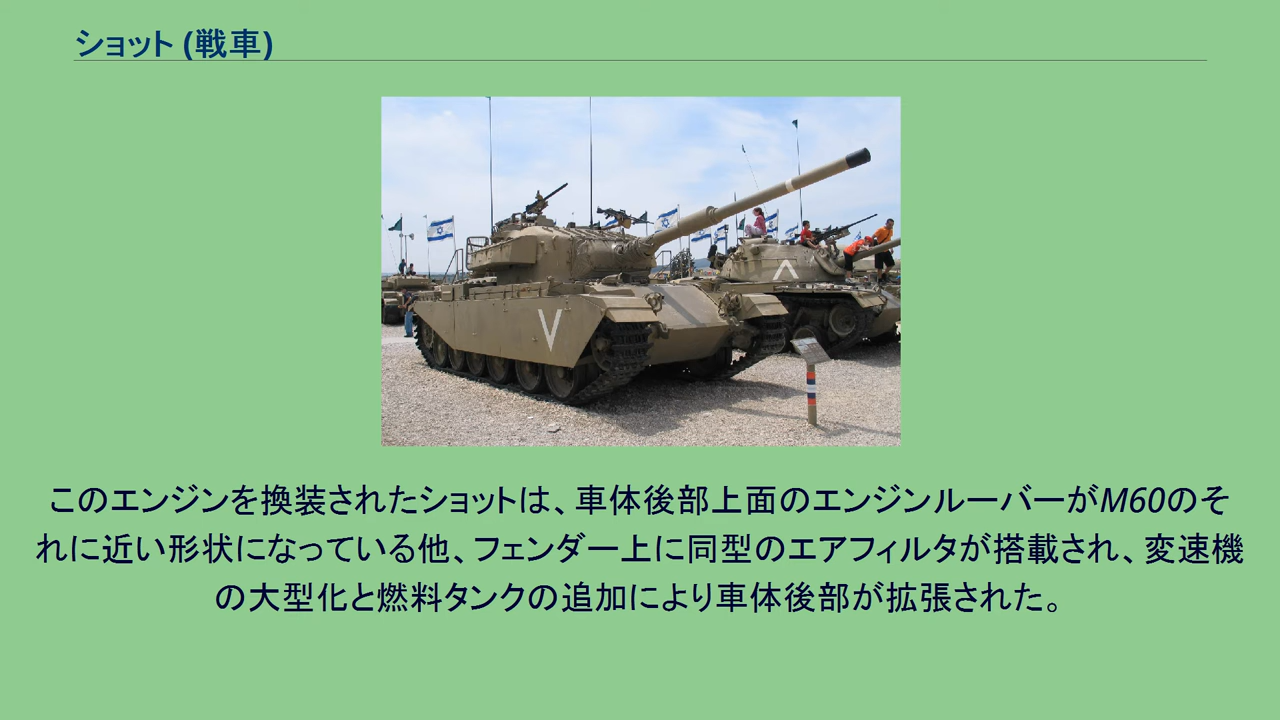 ショット (戦車)
V
このエンジンを換装されたショットは、車体後部上面のエンジンルーバーがM60のそ
れに近い形状になっている他、フェンダー上に同型のエアフィルタが搭載され、変速機
の大型化と燃料タンクの追加により車体後部が拡張された。